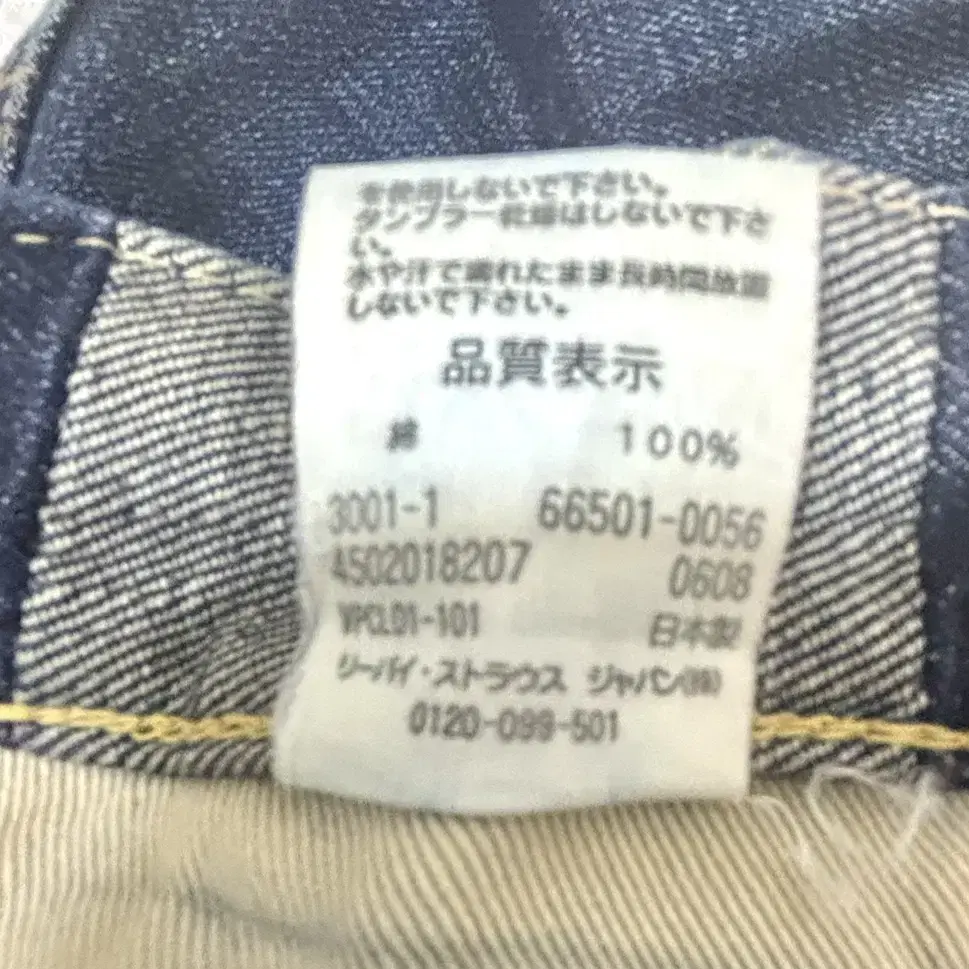 を使用しないで下さい。
タンブラー乾燥はしないで下さ
い。
水や汗で濡れたまま長時間放置
しないで下さい。
品質表示
綿 100%
3001-1 66501-0056
4502018207 0608
VPCL01-101 日本製
リーバイ・ストラウス ジャパン(株)
0120-099-501